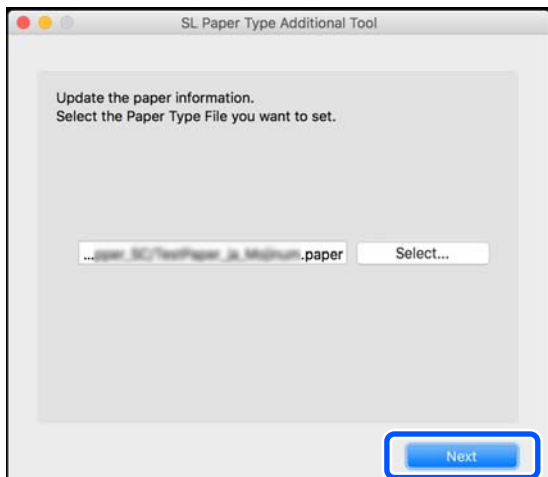 SL Paper Type Additional Tool
Update the paper information.
Select the Paper Type File you want to set.
... .paper
Select...
Next